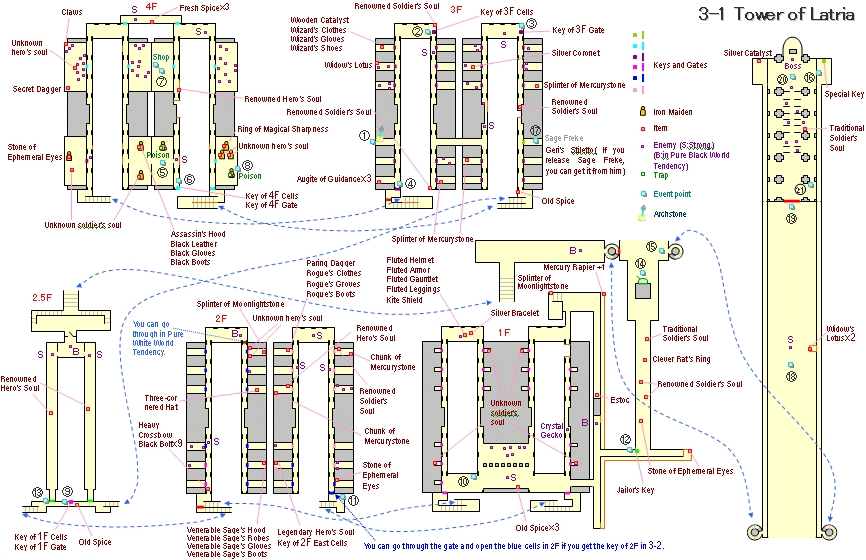 3-1 Tower of Latria
Claws
4F
Fresh Spice×3
S
Unknown
hero's soul
Shop
⑦
Secret Dagger
S
S
Renowned Hero's Soul
Ring of Magical Sharpness
Stone of
Ephemeral Eyes
Poison
⑤
⑥
Unknown hero's soul
⑧
Poison
Key of 4F Cells
Key of 4F Gate
Unknown soldier's soul
Assassin's Hood
Black Leather
Black Gloves
Black Boots
Renowned Soldier's Soul
3F
Key of 3F Cells
③
Wooden Catalyst
Wizard's Clothes
Wizard's Gloves
Wizard's Shoes
②
S
Key of 3F Gate
Silver Coronet
Widow's Lotus
S
Splinter of Mercurystone
Renowned Soldier's Soul
Renowned
Soldier's
Soul
①
⑰
Sage Freke
Geri's Stiletto( If you
release Sage Freke,
you can get it from him)
Augite of Guidance×3
④
S
Old Spice
Splinter of Mercurystone
Keys and Gates
Iron Maiden
Item
Enemy (S:Strong)
(B:in Pure Black World
Tendency)
Trap
Event point
Archstone
Silver Catalyst
Boss
⑳
⑯
Special Key
Traditional
Soldier's
Soul
21
⑲
S
Widow's
Lotus×2
⑱
2.5F
S
B
S
Renowned
Hero's Soul
⑬
⑨
Old Spice
Key of 1F Cells
Key of 1F Gate
2F
Splinter of Moonlightstone
You can go
through in Pure
White World
Tendency.
Unknown hero's soul
Paring Dagger
Rogue's Clothes
Rogue's Groves
Rogue's Boots
B
S
S
Renowned
Hero's Soul
Chunk of
Mercurystone
Three-cor
nered Hat
Renowned
Soldier's
Soul
Heavy
Crossbow
Black Bolt×9
Chunk of
Mercurystone
S
Stone of
Ephemeral
Eyes
⑪
Venerable Sage's Hood
Venerable Sage's Robes
Venerable Sage's Gloves
Venerable Sage's Boots
Legendary Hero's Soul
Key of 2F East Cells
You can go through the gate and open the blue cells in 2F if you get the key of 2F in 3-2.
Fluted Helmet
Fluted Armor
Fluted Gauntlet
Fluted Leggings
Kite Shield
1F
Silver Bracelet
Splinter of
Moonlightstone
Mercury Rapier+1
B
Unknown
soldier's
soul
Crystal
Gecko
B
Estoc
S
⑩
S
Old Spice×3
⑮
⑭
Traditional
Soldier's Soul
Clever Rat's Ring
Renowned Soldier's Soul
⑫
Stone of Ephemeral Eyes
Jailor's Key